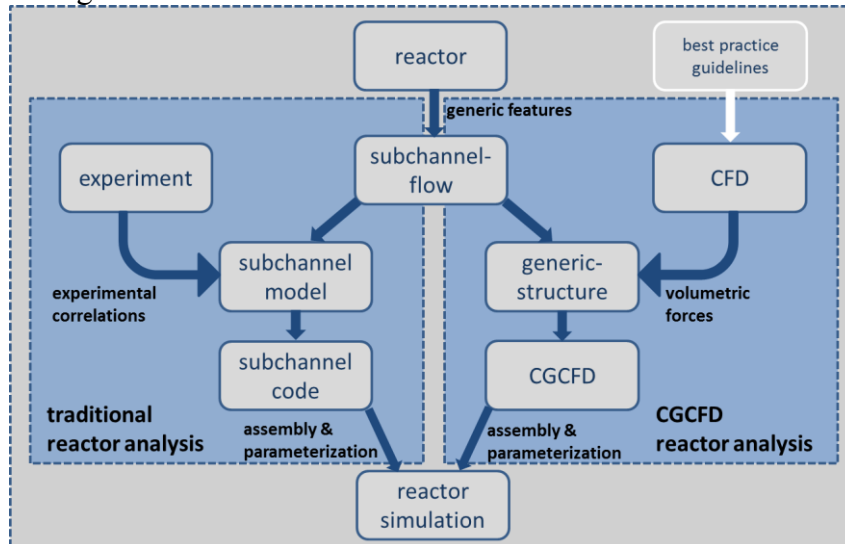 reactor
best practice
guidelines
generic features
experiment
subchannel-
flow
CFD
subchannel
model
generic-
structure
experimental
correlations
volumetric
forces
subchannel
code
CGCFD
traditional
reactor analysis
assembly &
parameterization
assembly &
parameterization
CGCFD
reactor analysis
reactor
simulation